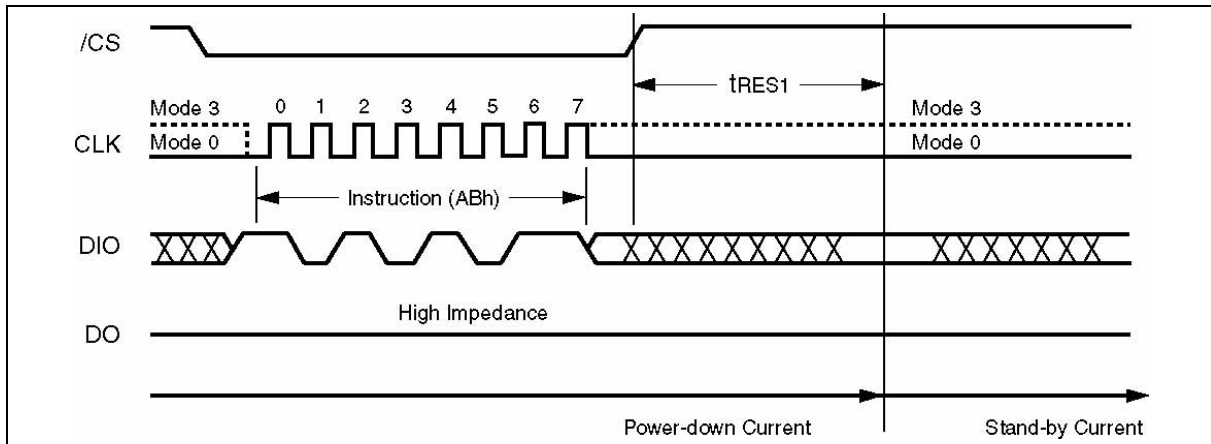 /CS
tRES1
Mode 3 0 1 2 3 4 5 6 7 Mode 3
CLK Mode 0 Mode 0
Instruction (ABh)
DIO
High Impedance
DO
Power-down Current Stand-by Current